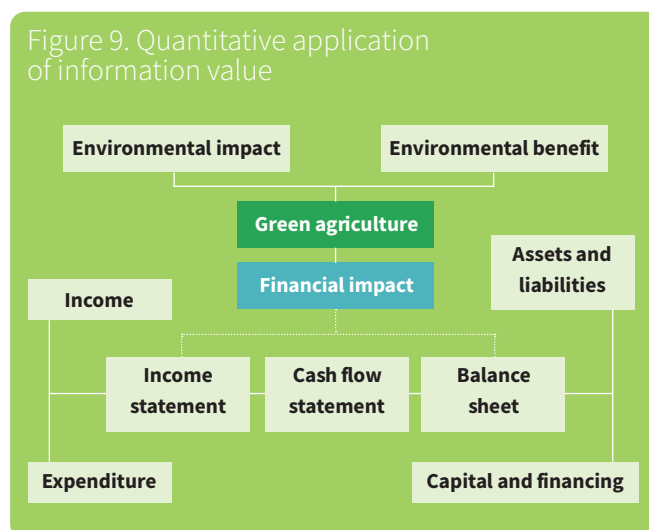 Figure 9. Quantitative application
of information value
Environmental impact
Environmental benefit
Green agriculture
Financial impact
Assets and
liabilities
Income
Income
statement
Cash flow
statement
Balance
sheet
Expenditure
Capital and financing